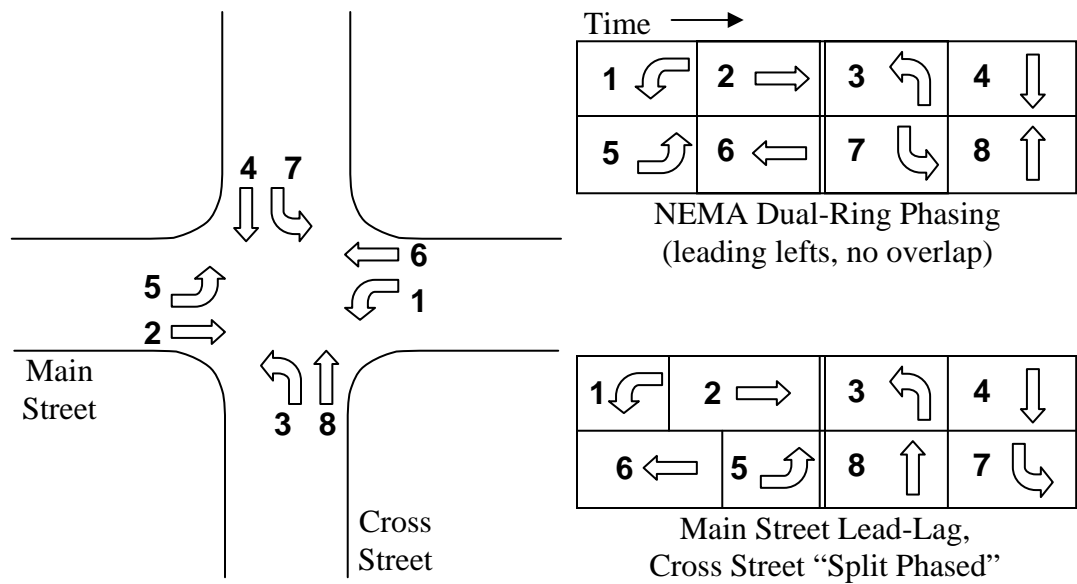 4 7
6
5
1
2
Main
Street
3 8
Cross
Street
Time
1 2 3 4
5 6 7 8
NEMA Dual-Ring Phasing
(leading lefts, no overlap)
1 2 3 4
6 5 8 7
Main Street Lead-Lag,
Cross Street “Split Phased”